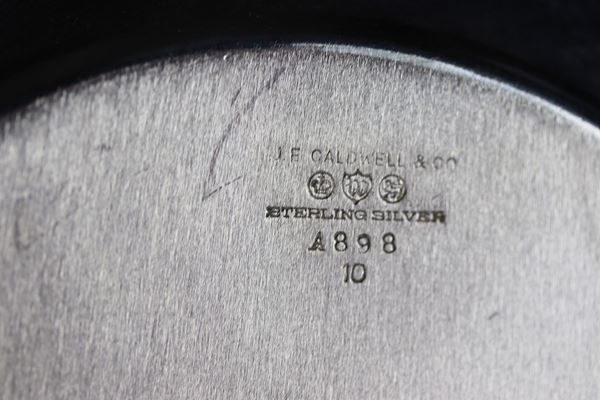 J.E. CALDWELL & CO
W
STERLING SILVER
A898
10